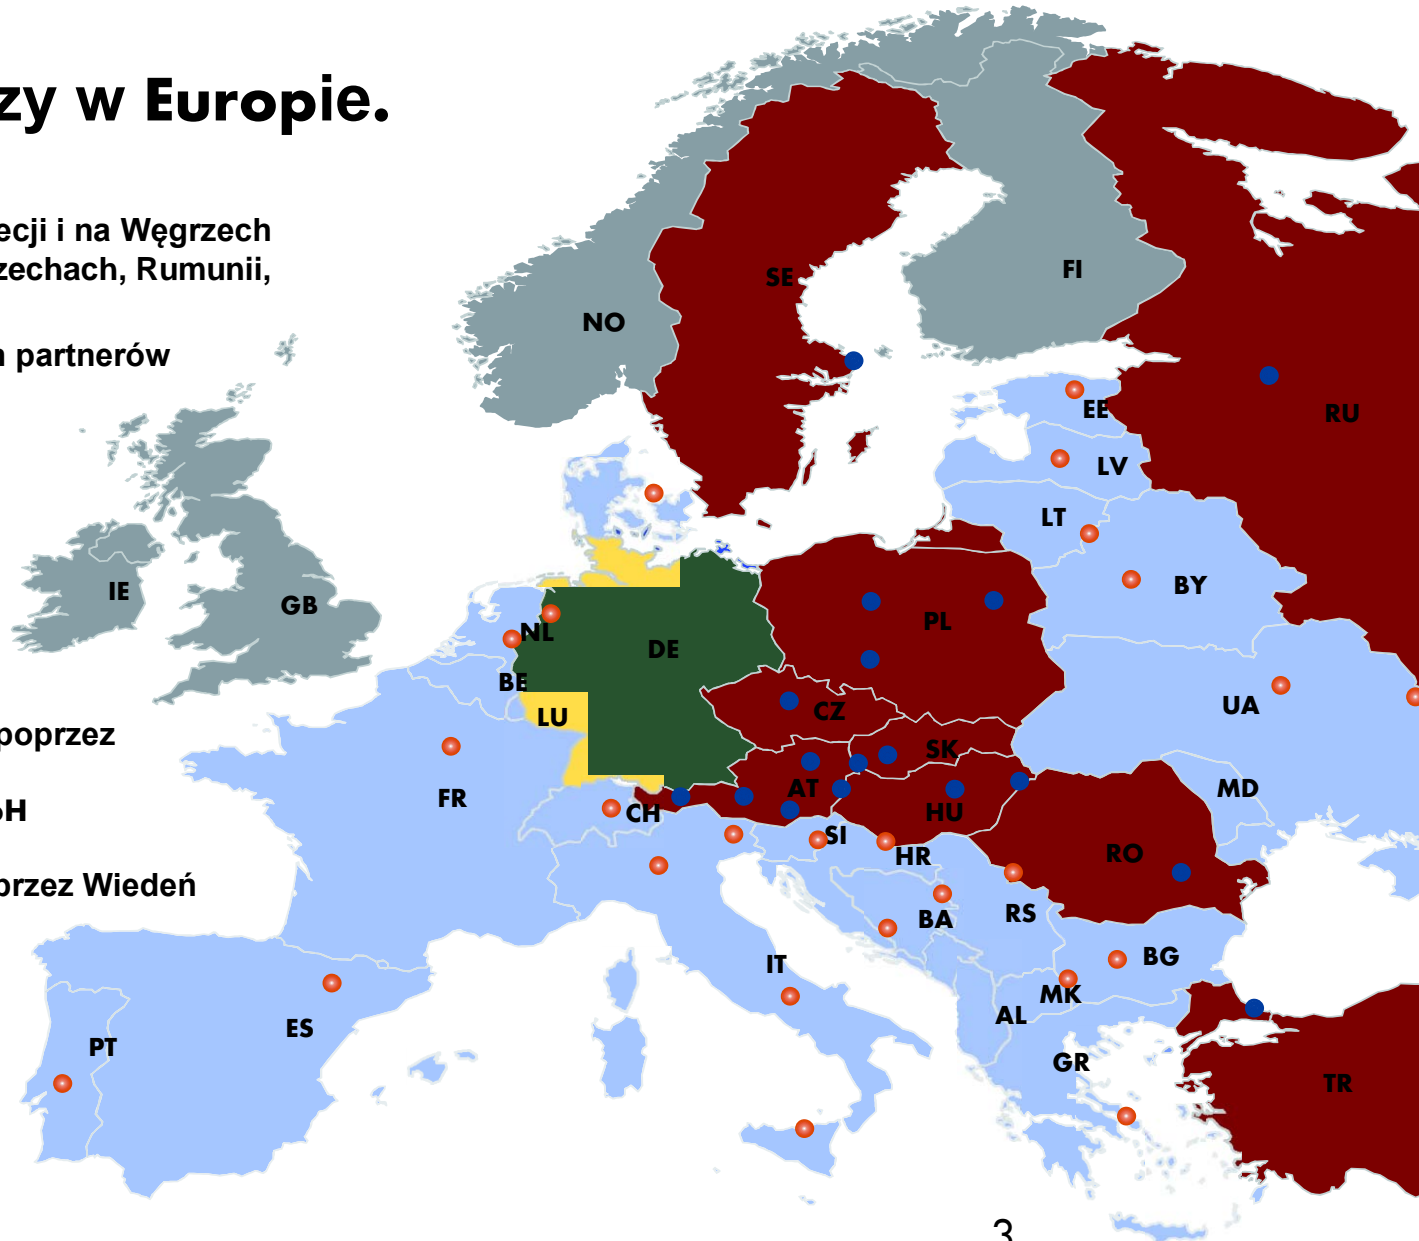 zy w Europie.
ecji i na Węgrzech
zechach, Rumunii,
partnerów
poprzez
H
przez Wiedeń
SE
FI
NO
RU
EE
LV
LT
BY
IE
GB
NL
DE
PL
BE
LU
CZ
UA
SK
FR
CH
AT
HU
MD
SI
HR
RO
BA
RS
BG
IT
MK
AL
ES
PT
GR
TR
3